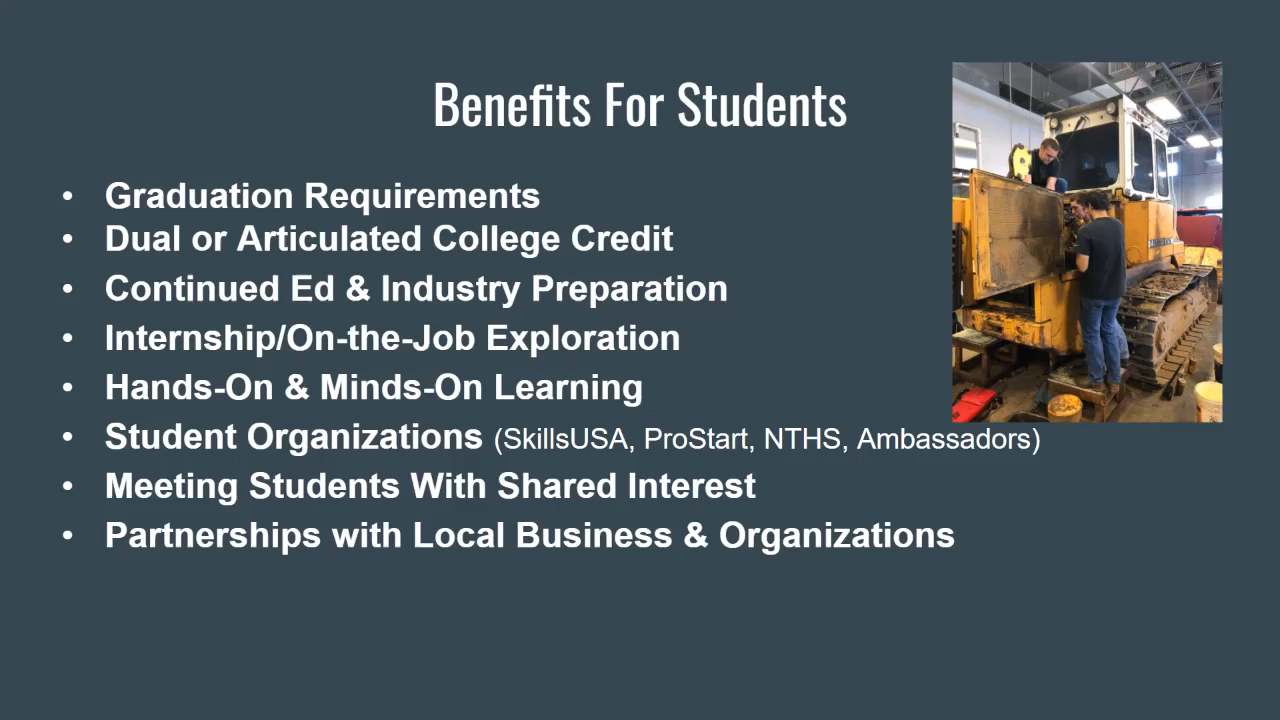 Benefits For Students
• Graduation Requirements
• Dual or Articulated College Credit
• Continued Ed & Industry Preparation
• Internship/On-the-Job Exploration
• Hands-On & Minds-On Learning
• Student Organizations (SkillsUSA, ProStart, NTHS, Ambassadors)
• Meeting Students With Shared Interest
• Partnerships with Local Business & Organizations